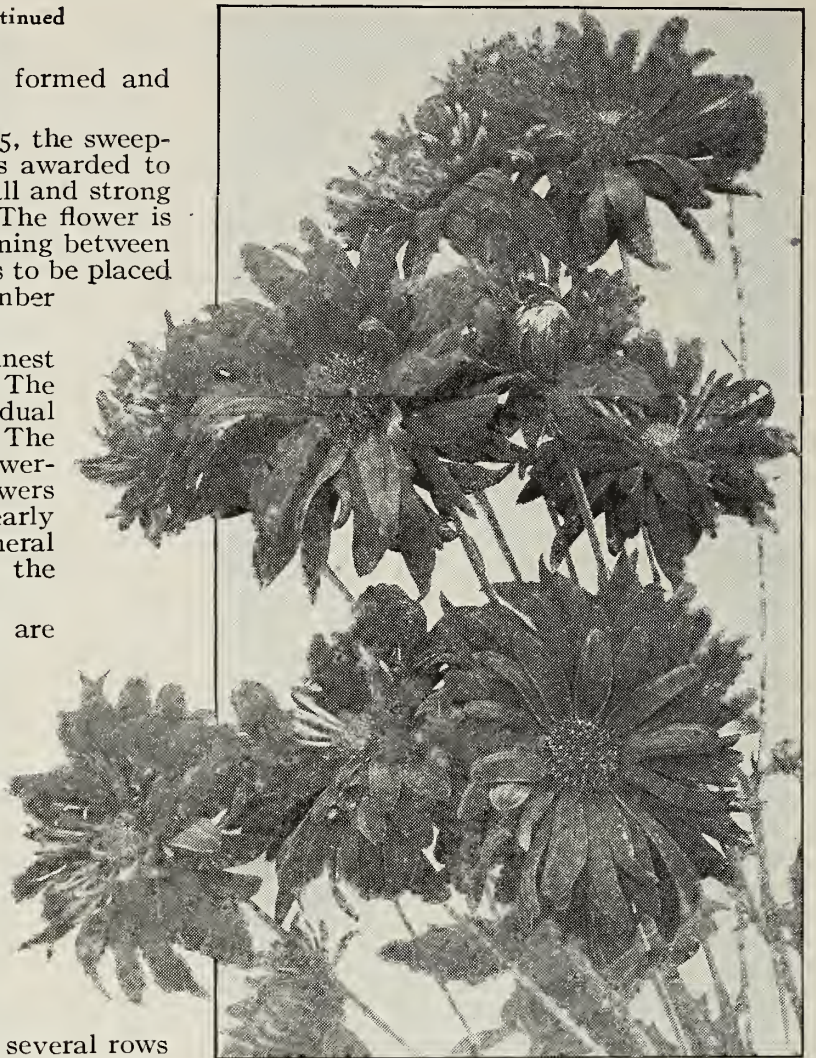 tinued
formed and
5, the sweep-
s awarded to
ll and strong
The flower is
ning between
s to be placed
nber
nest
The
dual
The
wer-
wers
early
neral
the
are
several rows